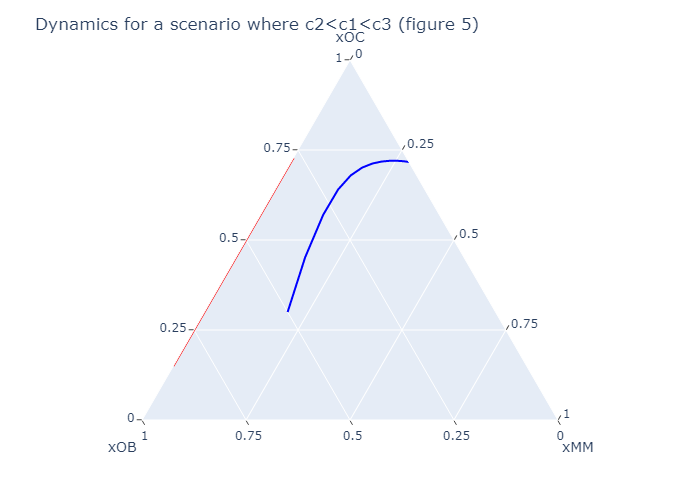 Dynamics for a scenario where c2<c1<c3 (figure 5)
xOC
1 0
0.75 0.25
0.5 0.5
0.25 0.75
0 1
1 0.75 0.5 0.25 0
xOB xMM